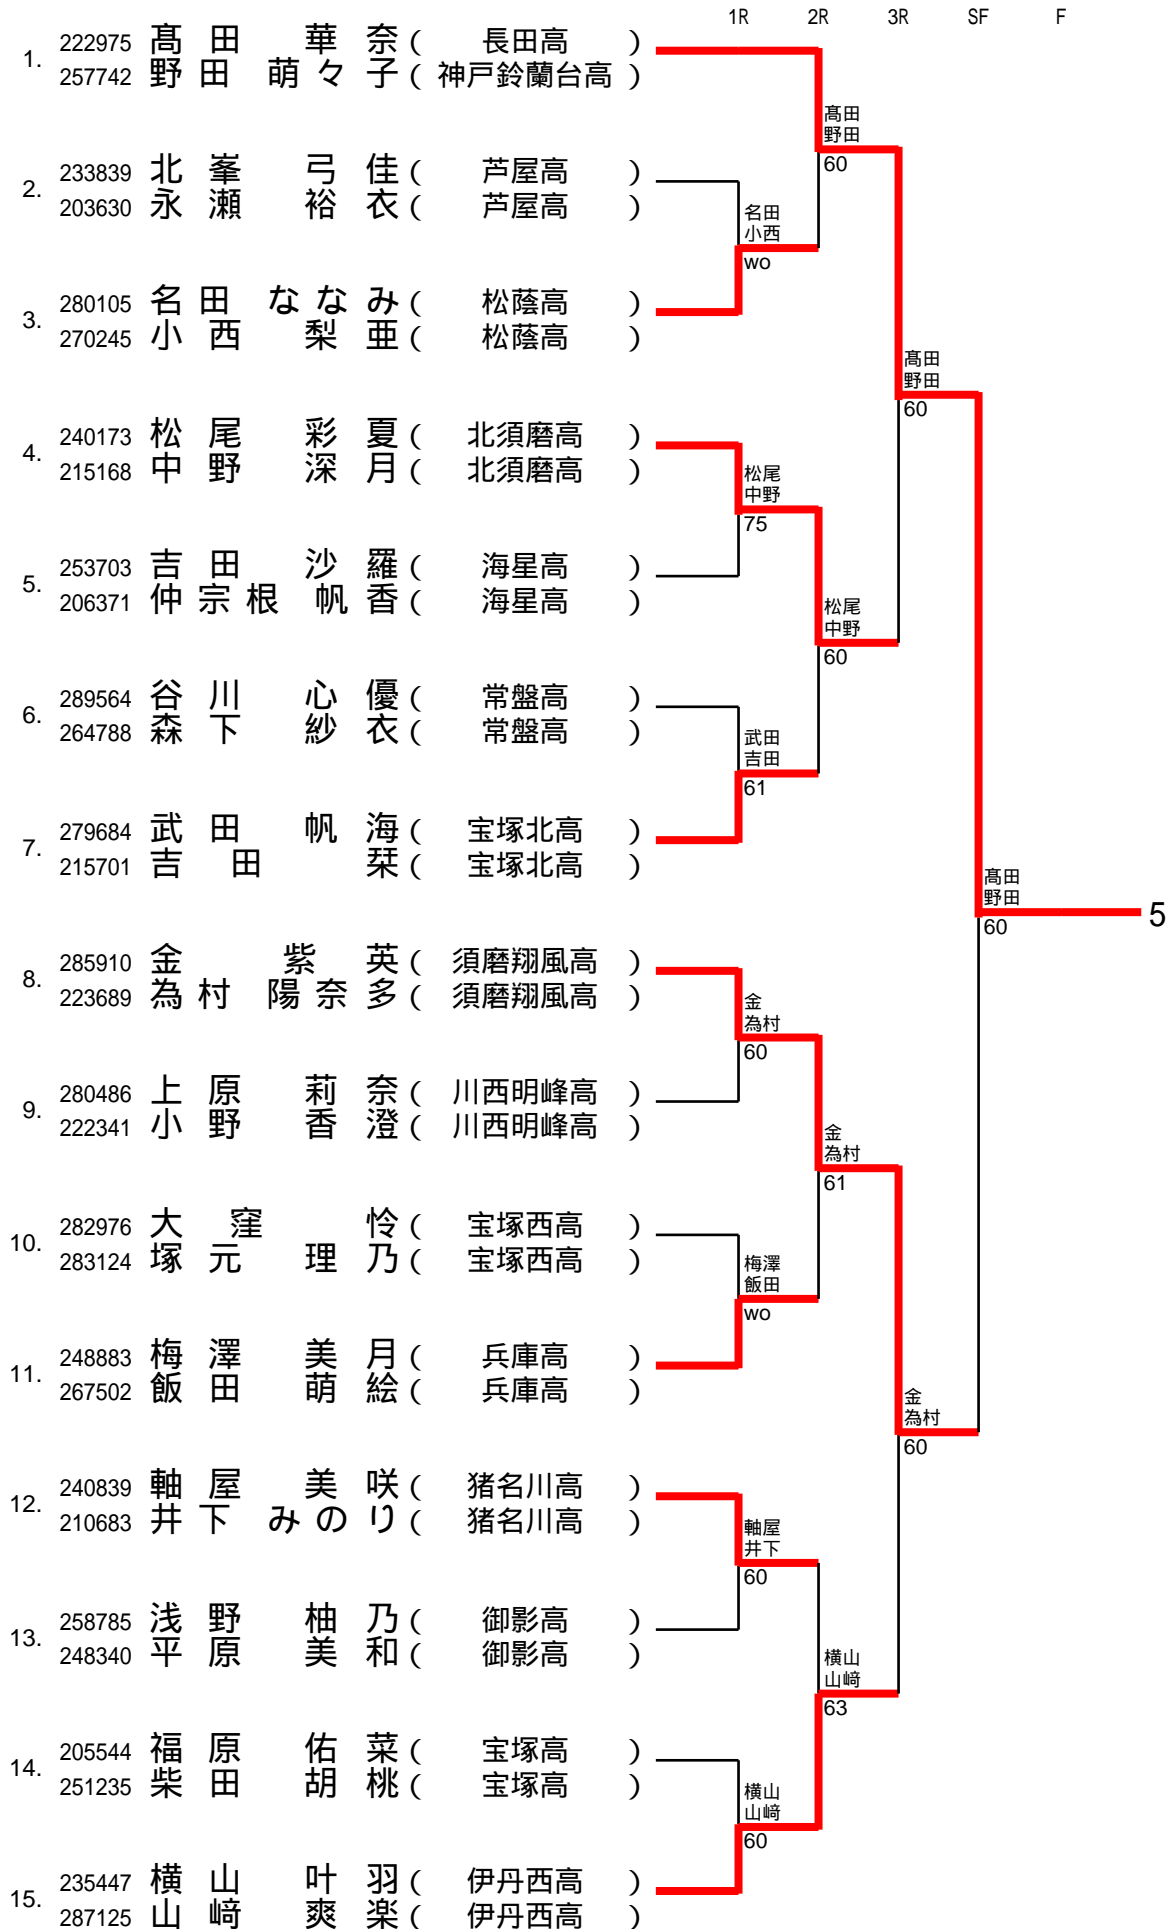 1R 2R 3R SF F
1. 222975 髙田 華奈 ( 長田高 )
257742 野田 萌々子 ( 神戸鈴蘭台高 )
髙田
野田
60
2. 233839 北峯 弓佳 ( 芦屋高 )
203630 永瀬 裕衣 ( 芦屋高 )
名田
小西
wo
3. 280105 名田 ななみ ( 松蔭高 )
270245 小西 梨亜 ( 松蔭高 )
髙田
野田
60
4. 240173 松尾 彩夏 ( 北須磨高 )
215168 中野 深月 ( 北須磨高 )
松尾
中野
75
5. 253703 吉田 沙羅 ( 海星高 )
206371 仲宗根 帆香 ( 海星高 )
松尾
中野
60
6. 289564 谷川 心優 ( 常盤高 )
264788 森下 紗衣 ( 常盤高 )
武田
吉田
61
7. 279684 武田 帆海 ( 宝塚北高 )
215701 吉田 栞 ( 宝塚北高 )
髙田
野田
60
5
8. 285910 金 紫英 ( 須磨翔風高 )
223689 為村 陽奈多 ( 須磨翔風高 )
金
為村
60
9. 280486 上原 莉奈 ( 川西明峰高 )
222341 小野 香澄 ( 川西明峰高 )
金
為村
61
10. 282976 大窪 怜 ( 宝塚西高 )
283124 塚元 理乃 ( 宝塚西高 )
梅澤
飯田
wo
11. 248883 梅澤 美月 ( 兵庫高 )
267502 飯田 萌絵 ( 兵庫高 )
金
為村
60
12. 240839 軸屋 美咲 ( 猪名川高 )
210683 井下 みのり ( 猪名川高 )
軸屋
井下
60
13. 258785 浅野 柚乃 ( 御影高 )
248340 平原 美和 ( 御影高 )
横山
山﨑
63
14. 205544 福原 佑菜 ( 宝塚高 )
251235 柴田 胡桃 ( 宝塚高 )
横山
山﨑
60
15. 235447 横山 叶羽 ( 伊丹西高 )
287125 山﨑 爽楽 ( 伊丹西高 )